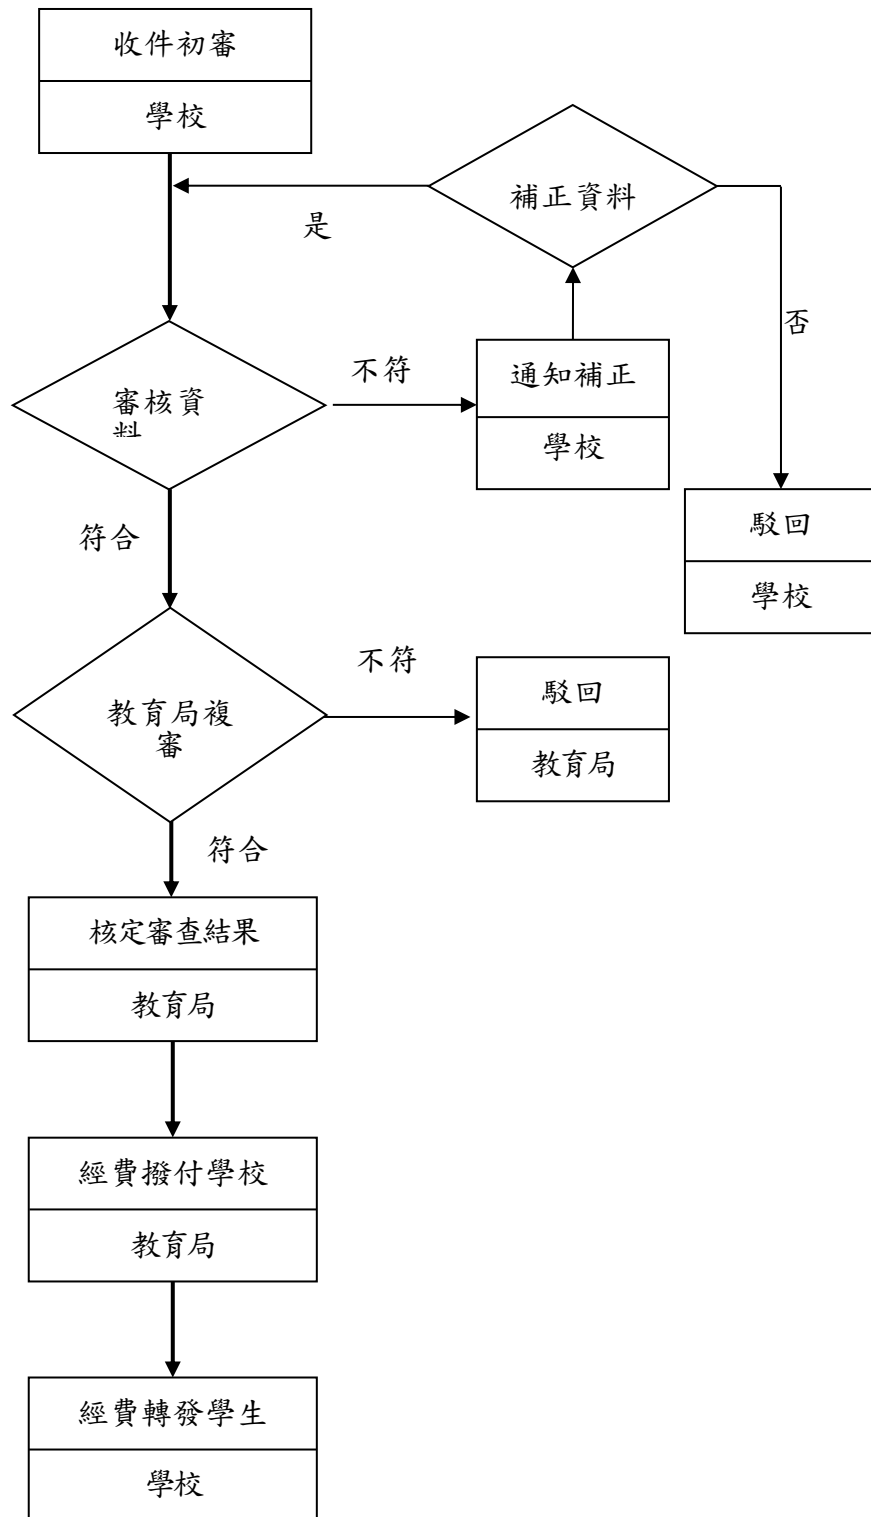 收件初審
學校
補正資料
是
否
不符
通知補正
學校
審核資
料
符合
駁回
學校
不符
駁回
教育局
教育局複
審
符合
核定審查結果
教育局
經費撥付學校
教育局
經費轉發學生
學校